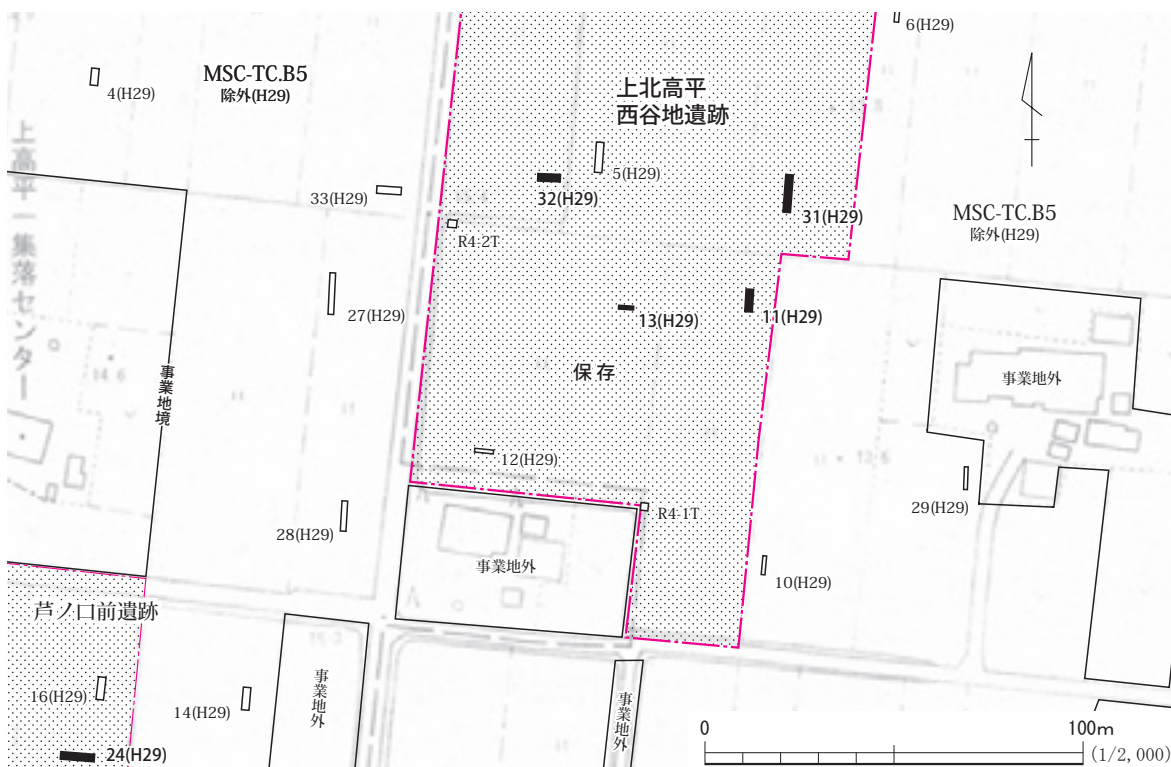 6(H29)
MSC-TC.B5
除外(H29)
4(H29)
上北高平
西谷地遺跡
上高平一集落センター
5(H29)
33(H29)
32(H29)
31(H29)
MSC-TC.B5
除外(H29)
R4-2T
27(H29)
13(H29)
11(H29)
事業地境
14.6
保存
事業地外
12(H29)
11・13.6
29(H29)
28(H29)
R4-1T
事業地外
10(H29)
芦ノ口前遺跡
16(H29)
14(H29)
事業地外
事業地外
24(H29)
0
100m
(1/2,000)